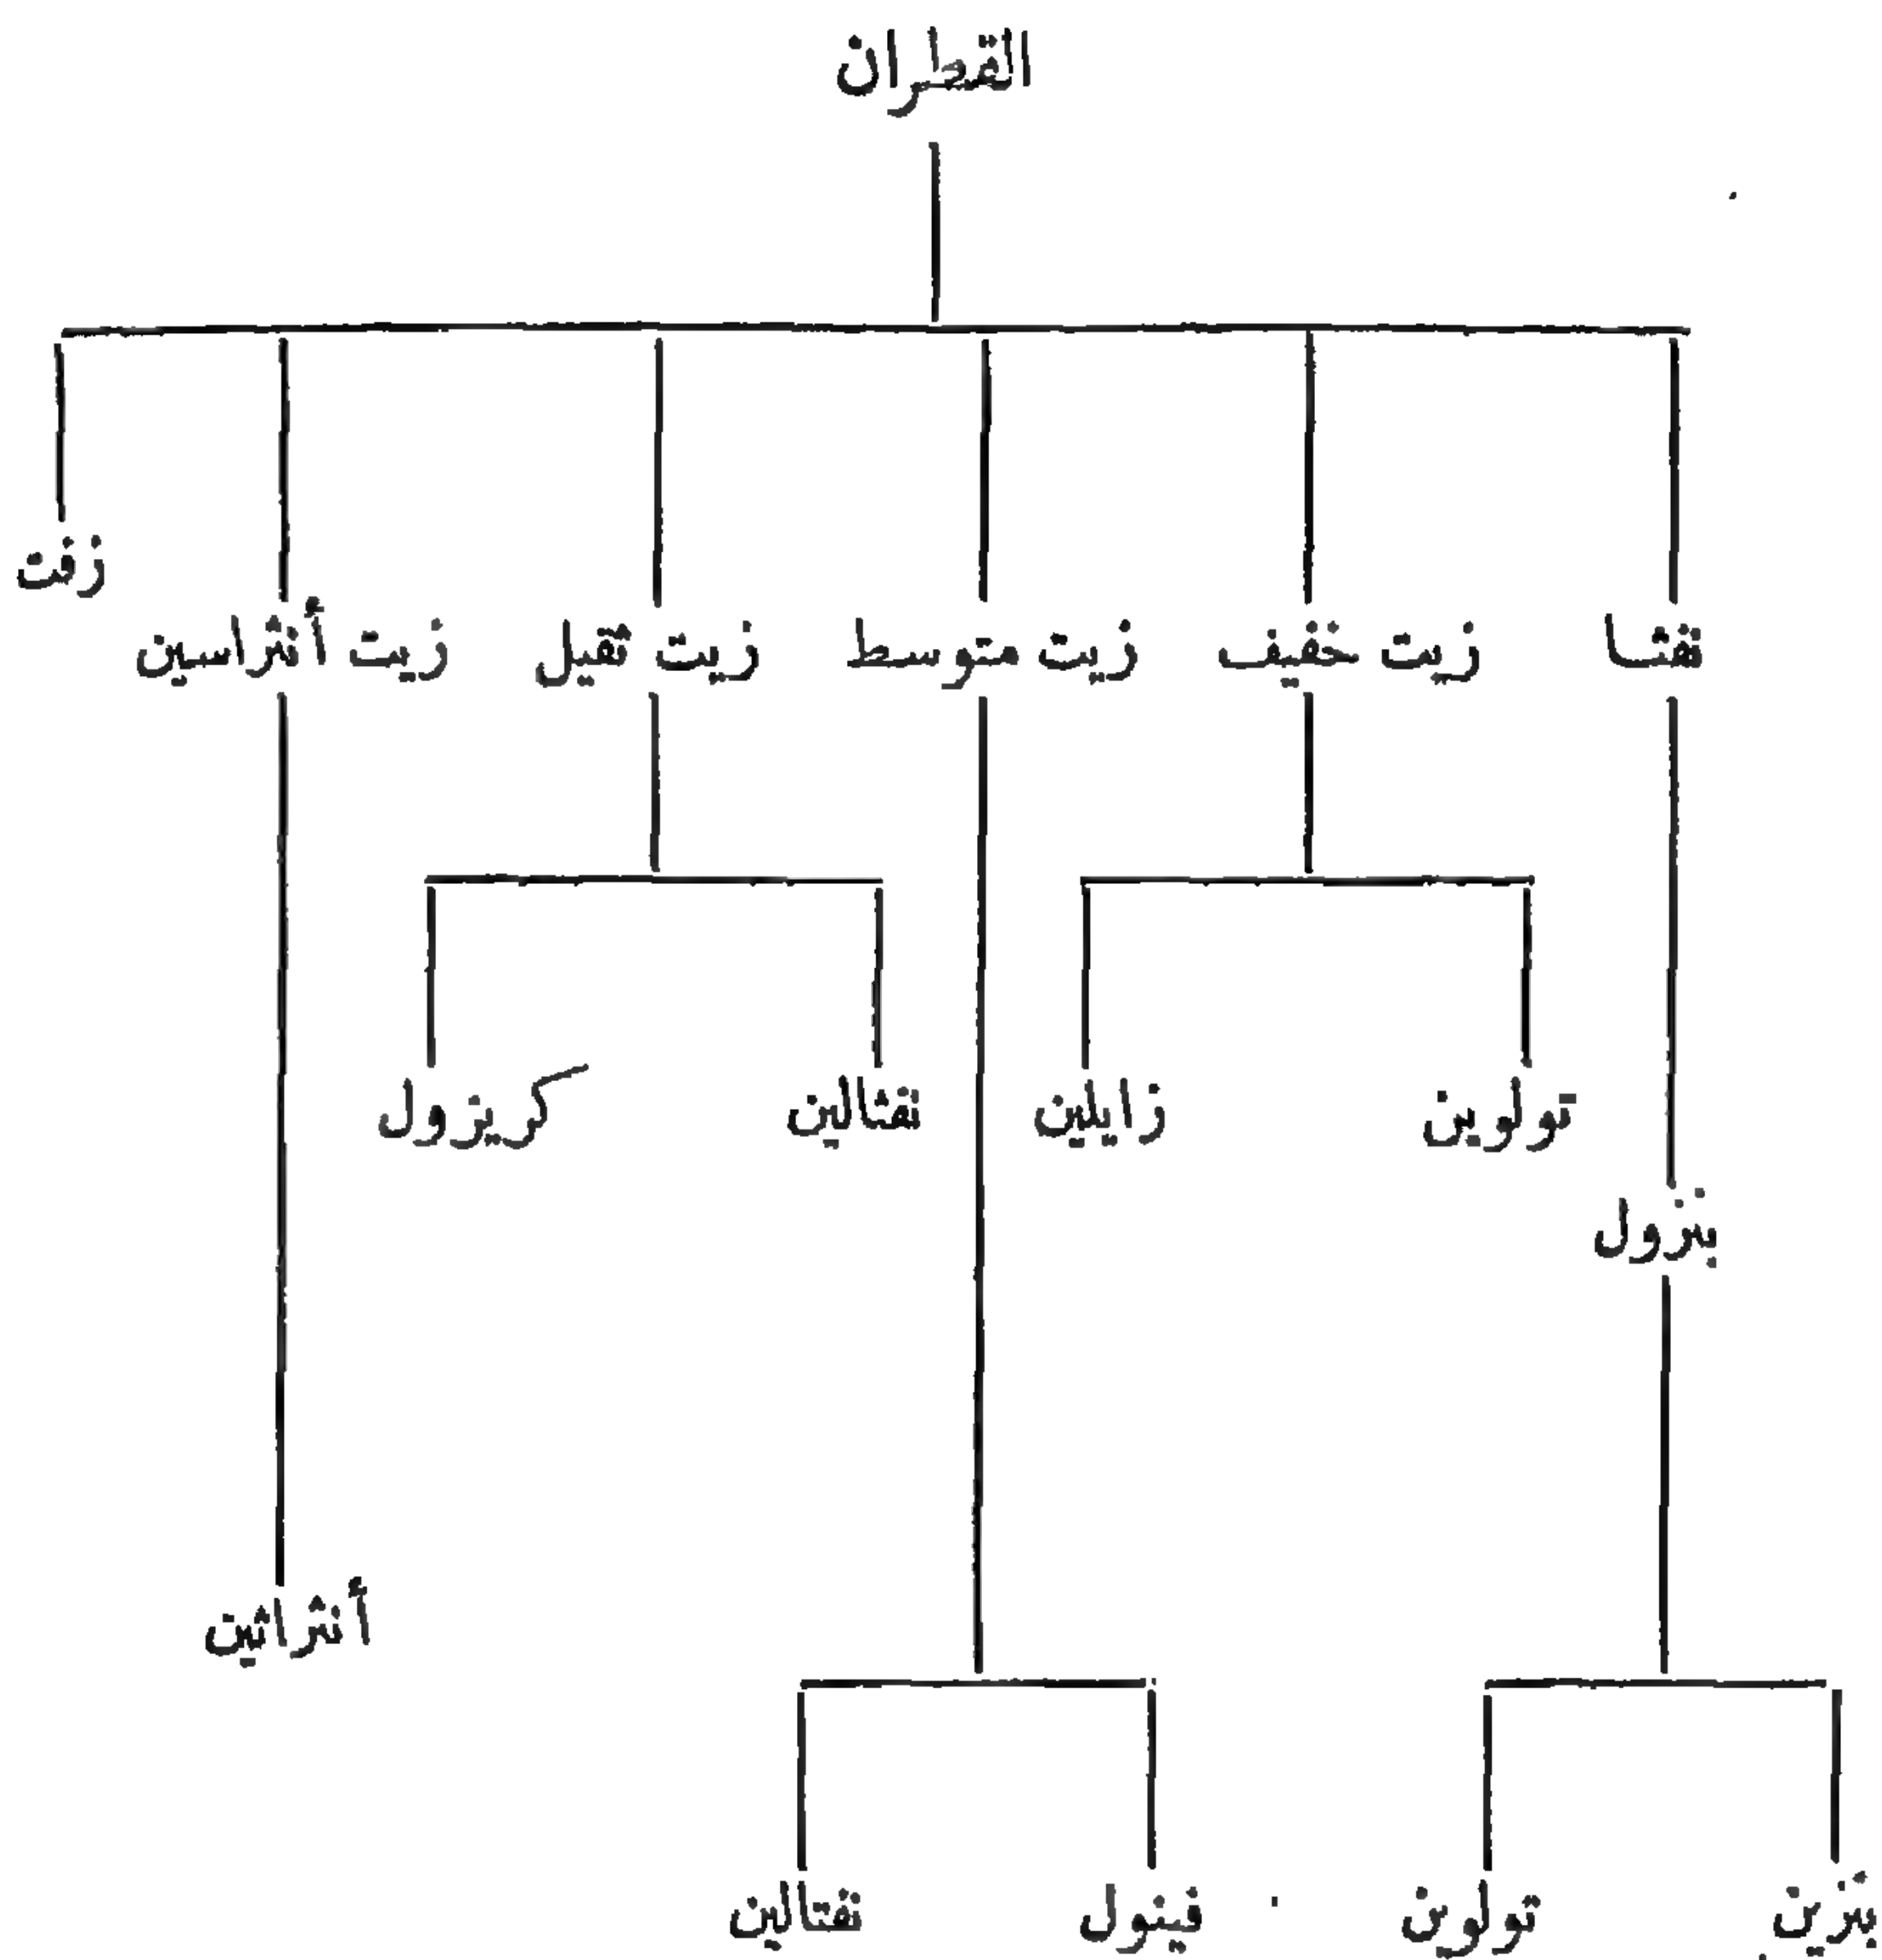 القطران
زفت
نفثا زيت خفيف زيت متوسط زيت ثقيل زيت أنثراسين
تولوين زايلين نفثالين كريزول
بنزول
أنثراثين
بنزين تولوين فينول نفتالين